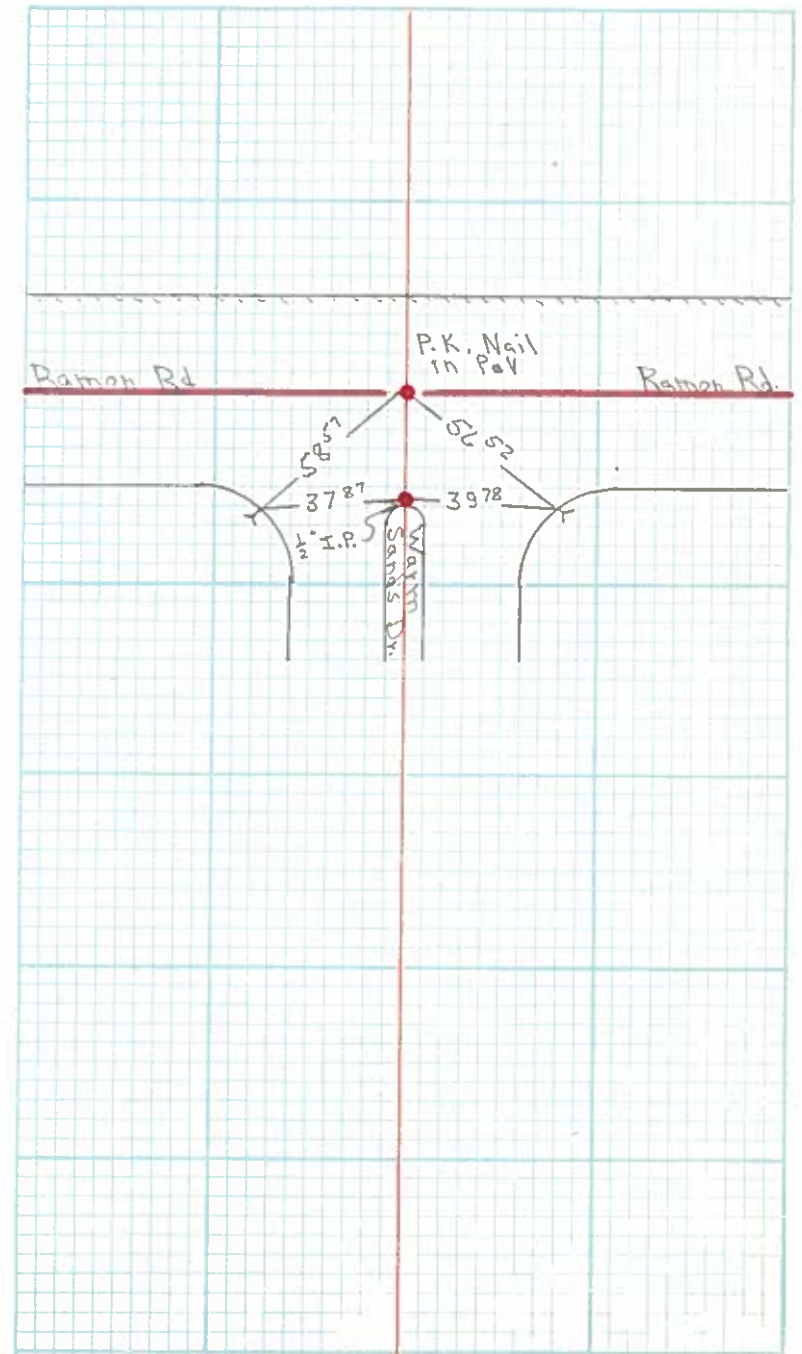 P.K. Nail
in Pav
Ramon Rd
Ramon Rd.
58 57
56 52
37 87
39 78
½" I.P.
Warm
Sands Dr.